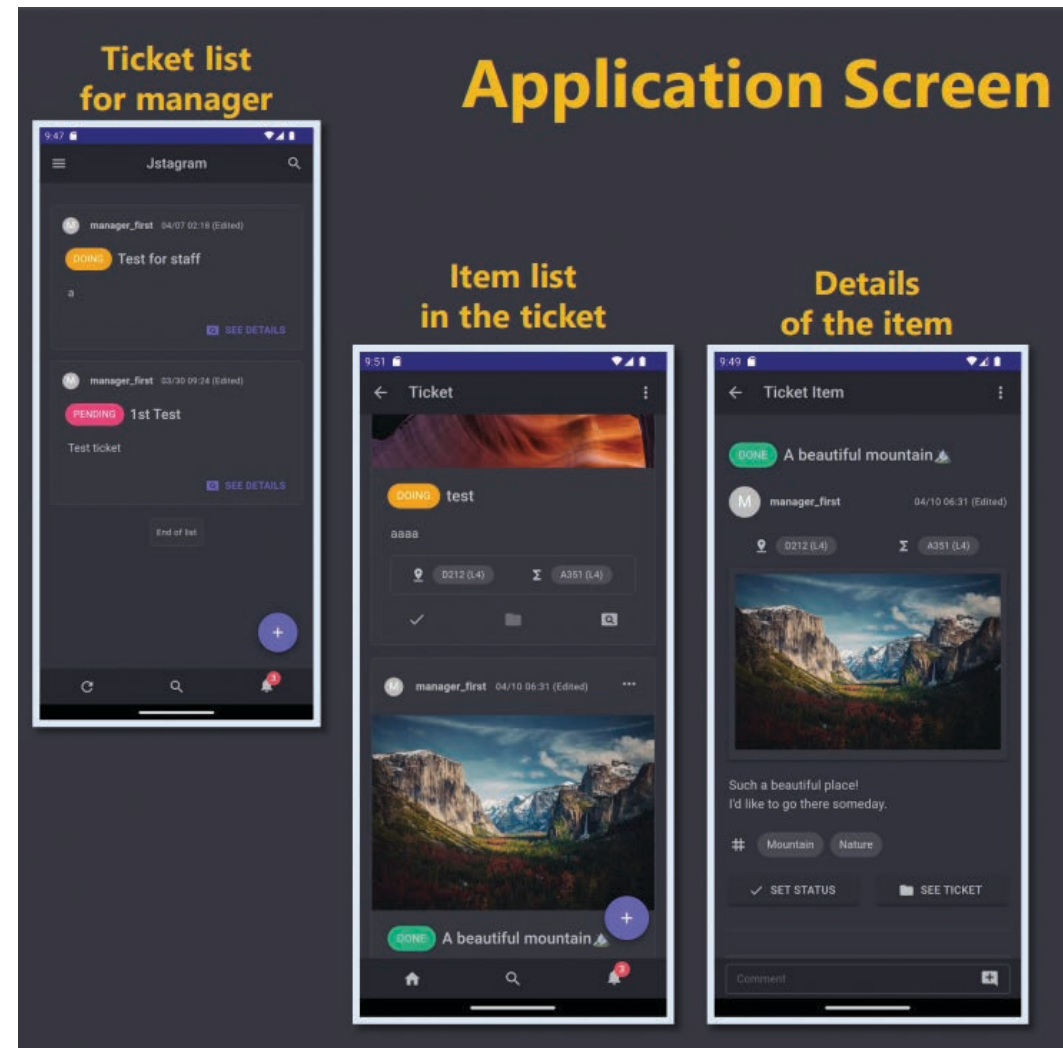 Application Screen
Ticket list
for manager
9:47
Jstagram
M manager_first 04/07 02:18 (Edited)
DOING Test for staff
a
SEE DETAILS
M manager_first 03/30 09:24 (Edited)
PENDING 1st Test
Test ticket
SEE DETAILS
End of list
+
3
Item list
in the ticket
9:51
Ticket
DOING test
aaaa
D212 (L4) Σ A351 (L4)
M manager_first 04/10 06:31 (Edited)
DONE A beautiful mountain
+
3
Details
of the item
9:49
Ticket Item
DONE A beautiful mountain
M manager_first 04/10 06:31 (Edited)
D212 (L4) Σ A351 (L4)
Such a beautiful place!
I'd like to go there someday.
# Mountain Nature
SET STATUS SEE TICKET
Comment